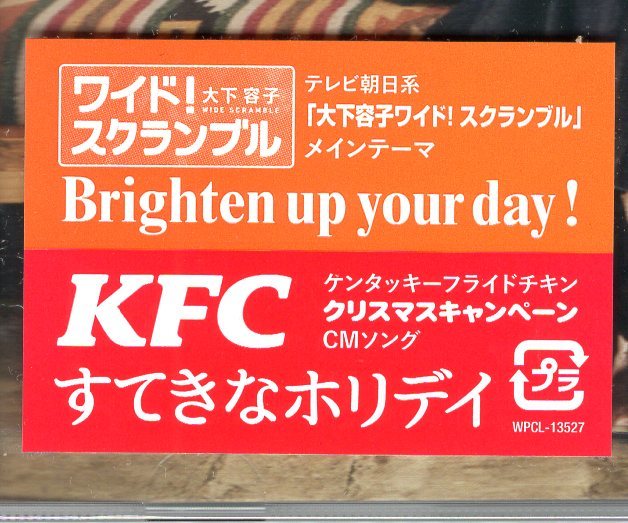 ワイド!
大下 容子
WIDE SCRAMBLE
スクランブル
テレビ朝日系
「大下容子ワイド! スクランブル」
メインテーマ
Brighten up your day!
KFC
ケンタッキーフライドチキン
クリスマスキャンペーン
CMソング
すてきなホリデイ
プラ
WPCL-13527